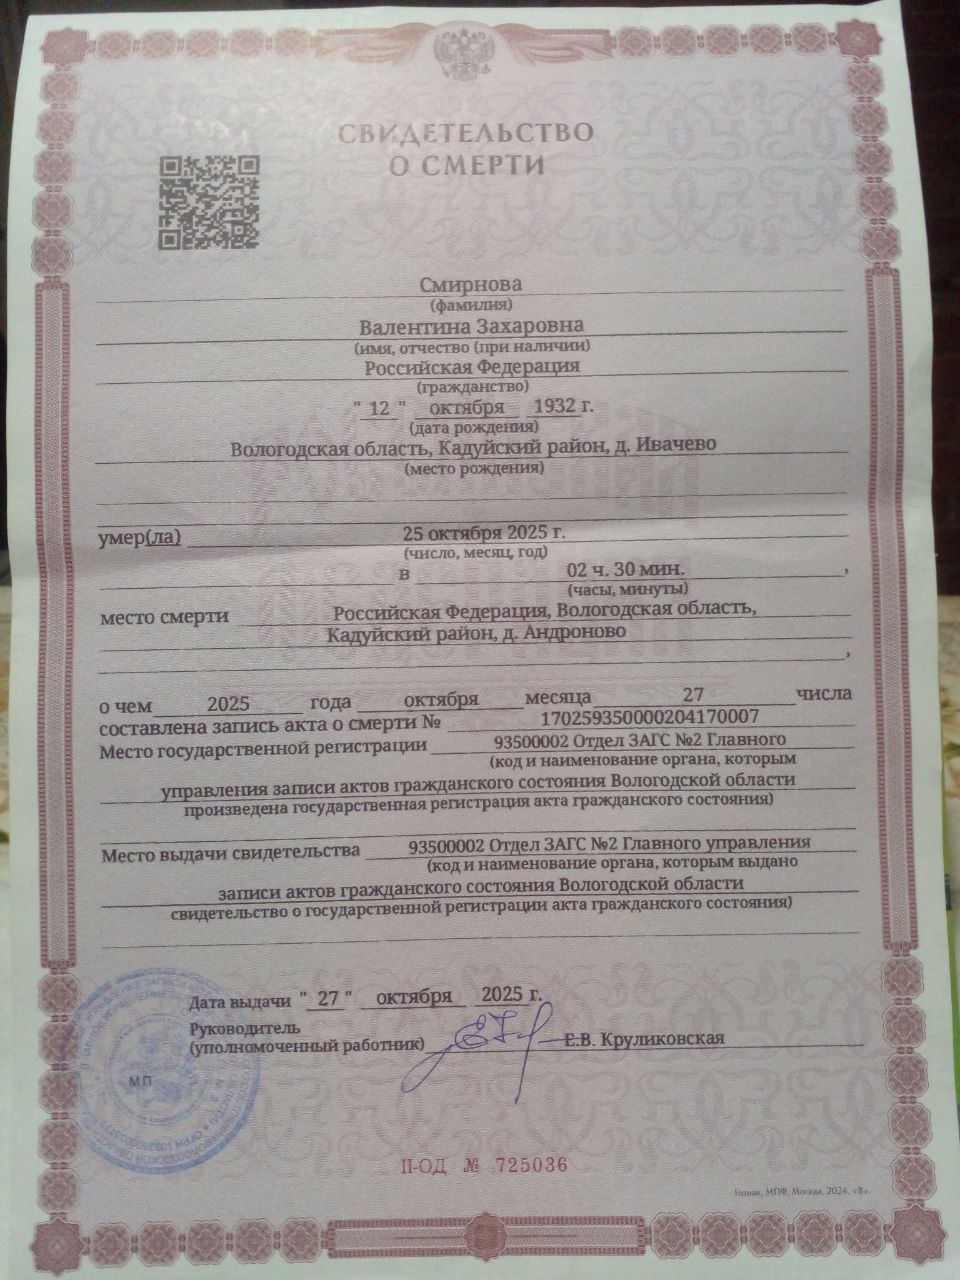 СВИДЕТЕЛЬСТВО
О СМЕРТИ
Смирнова
(фамилия)
Валентина Захаровна
(имя, отчество (при наличии)
Российская Федерация
(гражданство)
" 12 " октября 1932 г.
(дата рождения)
Вологодская область, Кадуйский район, д. Ивачево
(место рождения)
умер(ла) 25 октября 2025 г.
(число, месяц, год)
в 02 ч. 30 мин. ,
(часы, минуты)
место смерти Российская Федерация, Вологодская область,
Кадуйский район, д. Андроново
,
о чем 2025 года октября месяца 27 числа
составлена запись акта о смерти № 170259350000204170007
Место государственной регистрации 93500002 Отдел ЗАГС №2 Главного
(код и наименование органа, которым
управления записи актов гражданского состояния Вологодской области
произведена государственная регистрация акта гражданского состояния)
Место выдачи свидетельства 93500002 Отдел ЗАГС №2 Главного управления
(код и наименование органа, которым выдано
записи актов гражданского состояния Вологодской области
свидетельство о государственной регистрации акта гражданского состояния)
Дата выдачи " 27 " октября 2025 г.
Руководитель
(уполномоченный работник) Е.В. Круликовская
МП
II-ОД № 725036
Гознак, МПФ, Москва, 2024, «В».